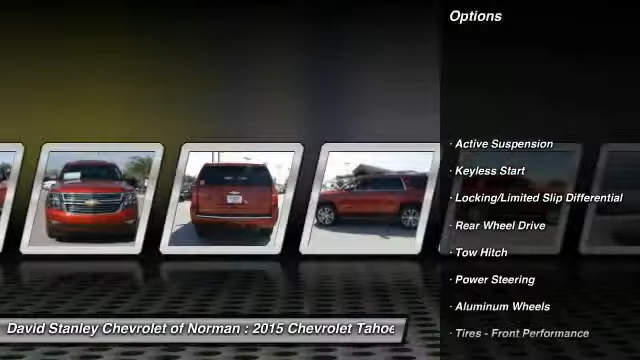 Options
· Active Suspension
· Keyless Start
· Locking/Limited Slip Differential
· Rear Wheel Drive
· Tow Hitch
· Power Steering
· Aluminum Wheels
· Tires - Front Performance
David Stanley Chevrolet of Norman : 2015 Chevrolet Tahoe